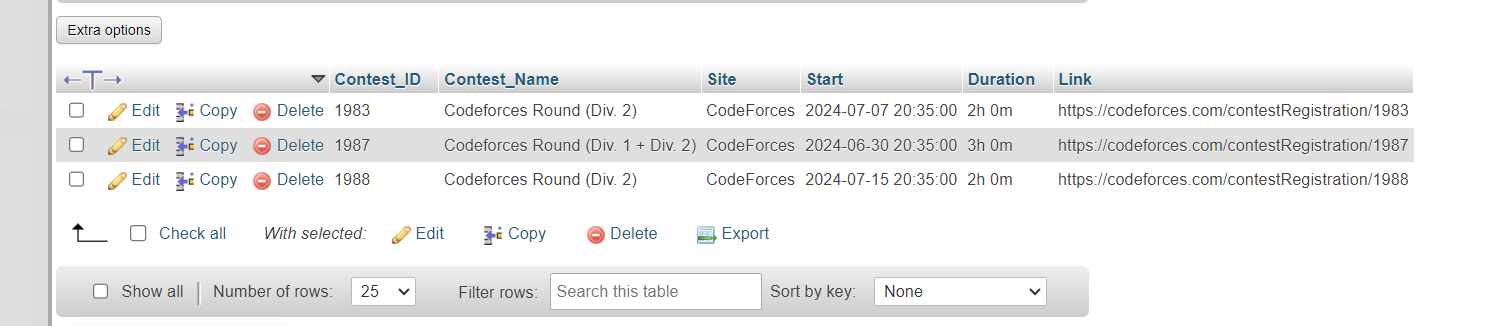 Extra options
Contest_ID Contest_Name Site Start Duration Link
Edit Copy Delete 1983 Codeforces Round (Div. 2) CodeForces 2024-07-07 20:35:00 2h 0m https://codeforces.com/contestRegistration/1983
Edit Copy Delete 1987 Codeforces Round (Div. 1 + Div. 2) CodeForces 2024-06-30 20:35:00 3h 0m https://codeforces.com/contestRegistration/1987
Edit Copy Delete 1988 Codeforces Round (Div. 2) CodeForces 2024-07-15 20:35:00 2h 0m https://codeforces.com/contestRegistration/1988
Check all With selected: Edit Copy Delete Export
Show all Number of rows: 25 Filter rows: Search this table Sort by key: None